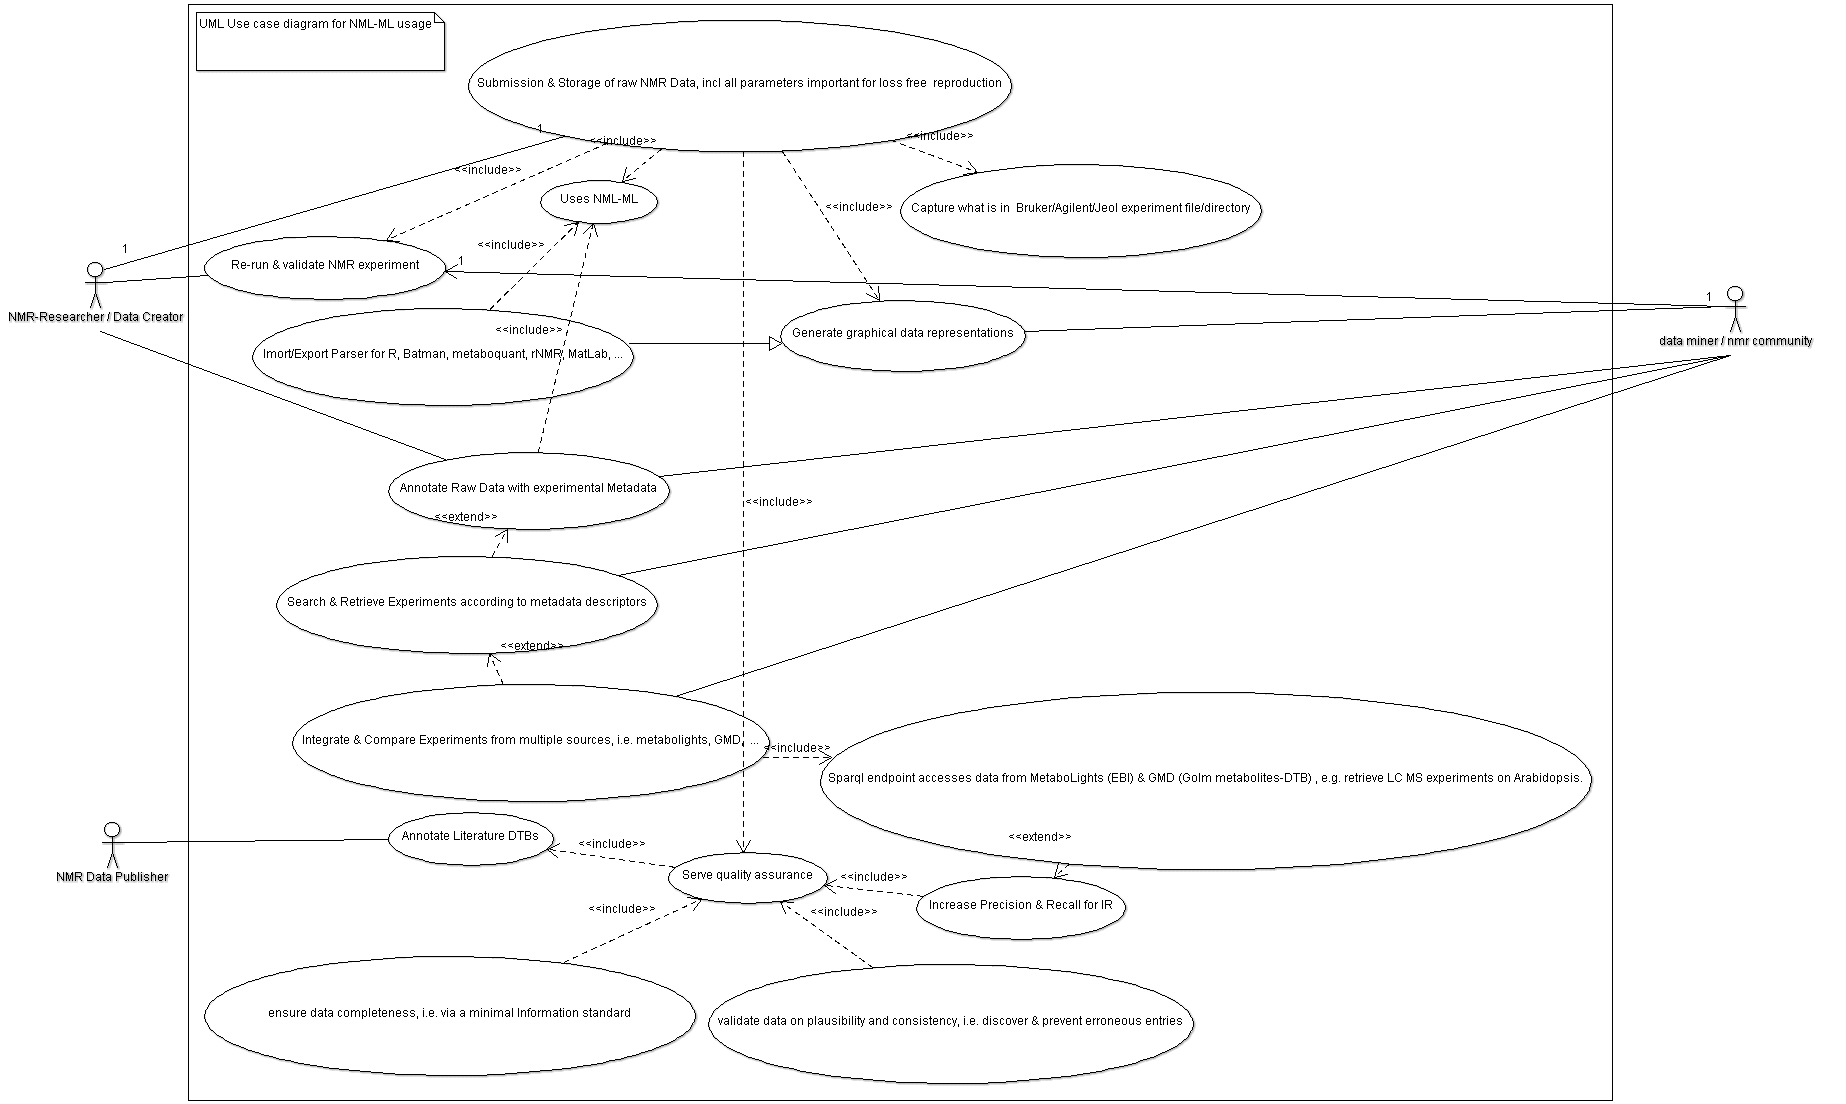 UML Use case diagram for NML-ML usage
Submission & Storage of raw NMR Data, incl all parameters important for loss free  reproduction
1
<<include>>
<<include>>
<<include>>
Uses NML-ML
<<include>>
Capture what is in  Bruker/Agilent/Jeol experiment file/directory
1
<<include>>
Re-run & validate NMR experiment
1
1
NMR-Researcher / Data Creator
<<include>>
Generate graphical data representations
data miner / nmr community
Imort/Export Parser for R, Batman, metaboquant, rNMR, MatLab, ...
Annotate Raw Data with experimental Metadata
<<include>>
<<extend>>
Search & Retrieve Experiments according to metadata descriptors
<<extend>>
Integrate & Compare Experiments from multiple sources, i.e. metabolights, GMD,  ...
<<include>>
Sparql endpoint accesses data from MetaboLights (EBI) & GMD (Golm metabolites-DTB) , e.g. retrieve LC MS experiments on Arabidopsis.
Annotate Literature DTBs
<<include>>
<<extend>>
NMR Data Publisher
Serve quality assurance
<<include>>
<<include>>
<<include>>
Increase Precision & Recall for IR
ensure data completeness, i.e. via a minimal Information standard
validate data on plausibility and consistency, i.e. discover & prevent erroneous entries